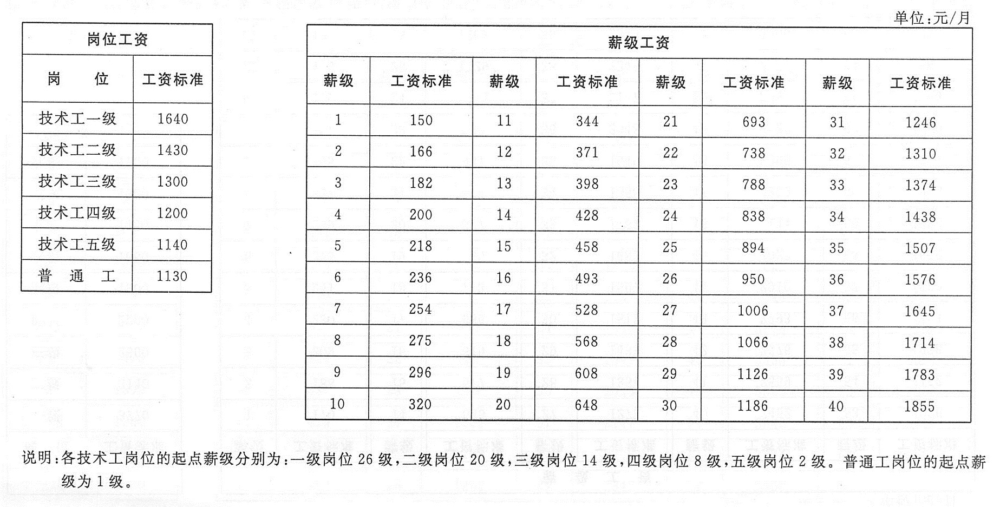 单位:元/月
岗位工资
岗 位 工资标准
技术工一级 1640
技术工二级 1430
技术工三级 1300
技术工四级 1200
技术工五级 1140
普 通 工 1130
薪级工资
薪级 工资标准 薪级 工资标准 薪级 工资标准 薪级 工资标准
1 150 11 344 21 693 31 1246
2 166 12 371 22 738 32 1310
3 182 13 398 23 788 33 1374
4 200 14 428 24 838 34 1438
5 218 15 458 25 894 35 1507
6 236 16 493 26 950 36 1576
7 254 17 528 27 1006 37 1645
8 275 18 568 28 1066 38 1714
9 296 19 608 29 1126 39 1783
10 320 20 648 30 1186 40 1855
说明:各技术工岗位的起点薪级分别为:一级岗位 26 级,二级岗位 20 级,三级岗位 14 级,四级岗位 8 级,五级岗位 2 级。普通工岗位的起点薪
级为 1 级。